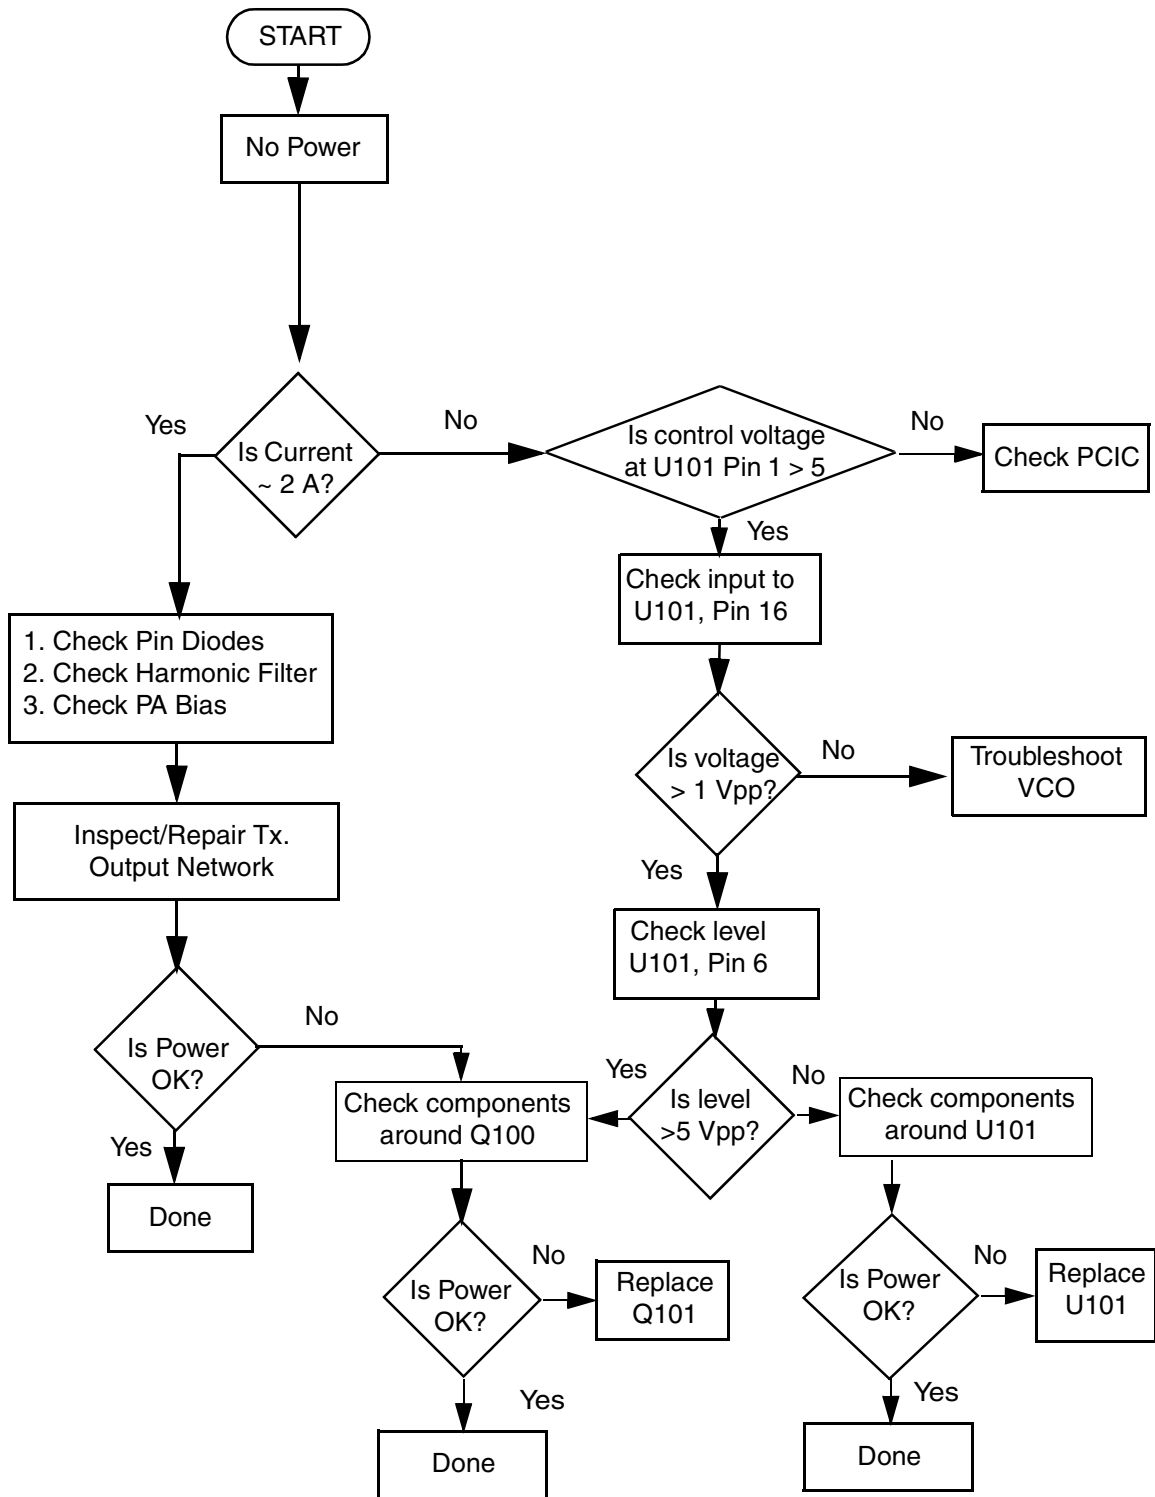 START
No Power
Yes
Is Current
~ 2 A?
No
Is control voltage
at U101 Pin 1 > 5
No
Check PCIC
Yes
Check input to
U101, Pin 16
1. Check Pin Diodes
2. Check Harmonic Filter
3. Check PA Bias
Is voltage
> 1 Vpp?
No
Troubleshoot
VCO
Inspect/Repair Tx.
Output Network
Yes
Check level
U101, Pin 6
Is Power
OK?
No
Yes
Done
Check components
around Q100
Yes
Is level
>5 Vpp?
No
Check components
around U101
Is Power
OK?
No
Replace
Q101
Yes
Done
Is Power
OK?
No
Replace
U101
Yes
Done